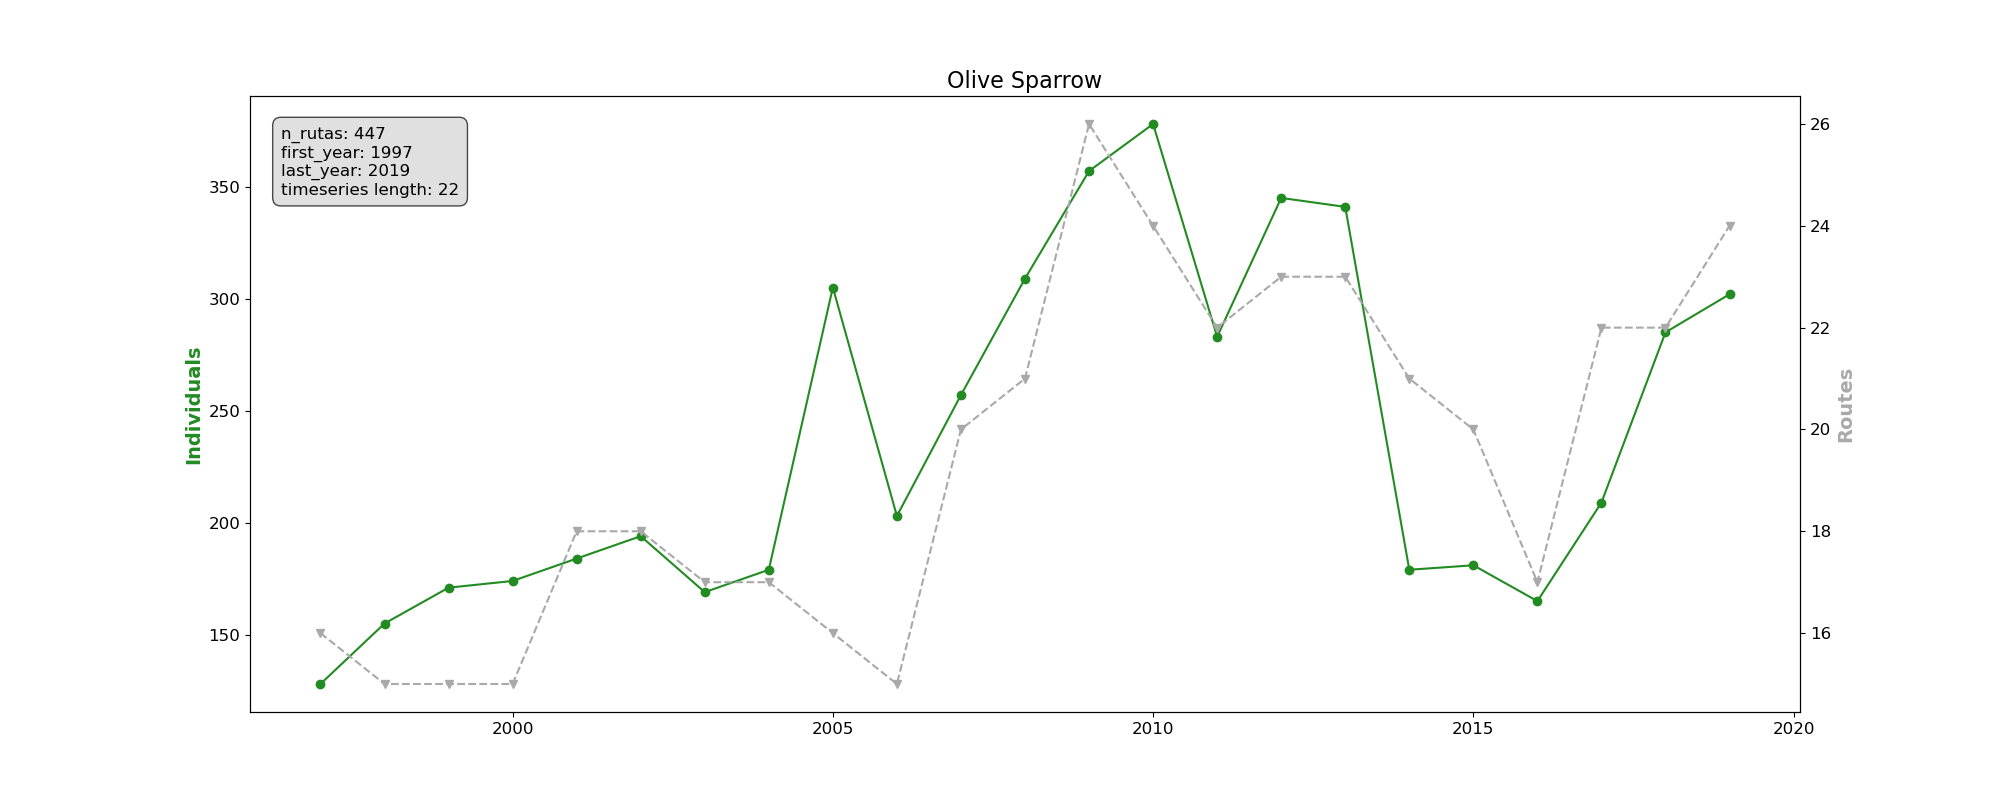 Olive Sparrow
n_rutas: 447
first_year: 1997
last_year: 2019
timeseries length: 22
350
300
250
200
150
Individuals
26
24
22
20
18
16
Routes
2000
2005
2010
2015
2020